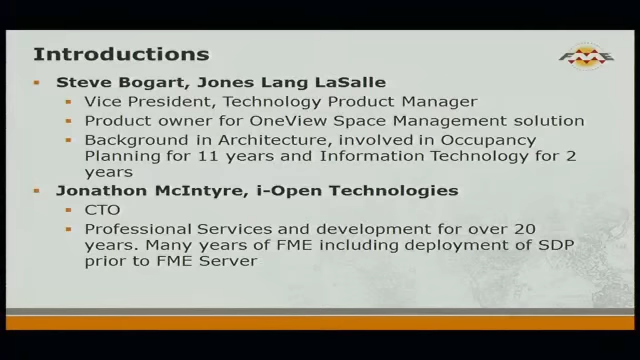 Introductions
FME
Steve Bogart, Jones Lang LaSalle
Vice President, Technology Product Manager
Product owner for OneView Space Management solution
Background in Architecture, involved in Occupancy
Planning for 11 years and Information Technology for 2
years
Jonathon McIntyre, i-Open Technologies
CTO
Professional Services and development for over 20
years. Many years of FME including deployment of SDP
prior to FME Server